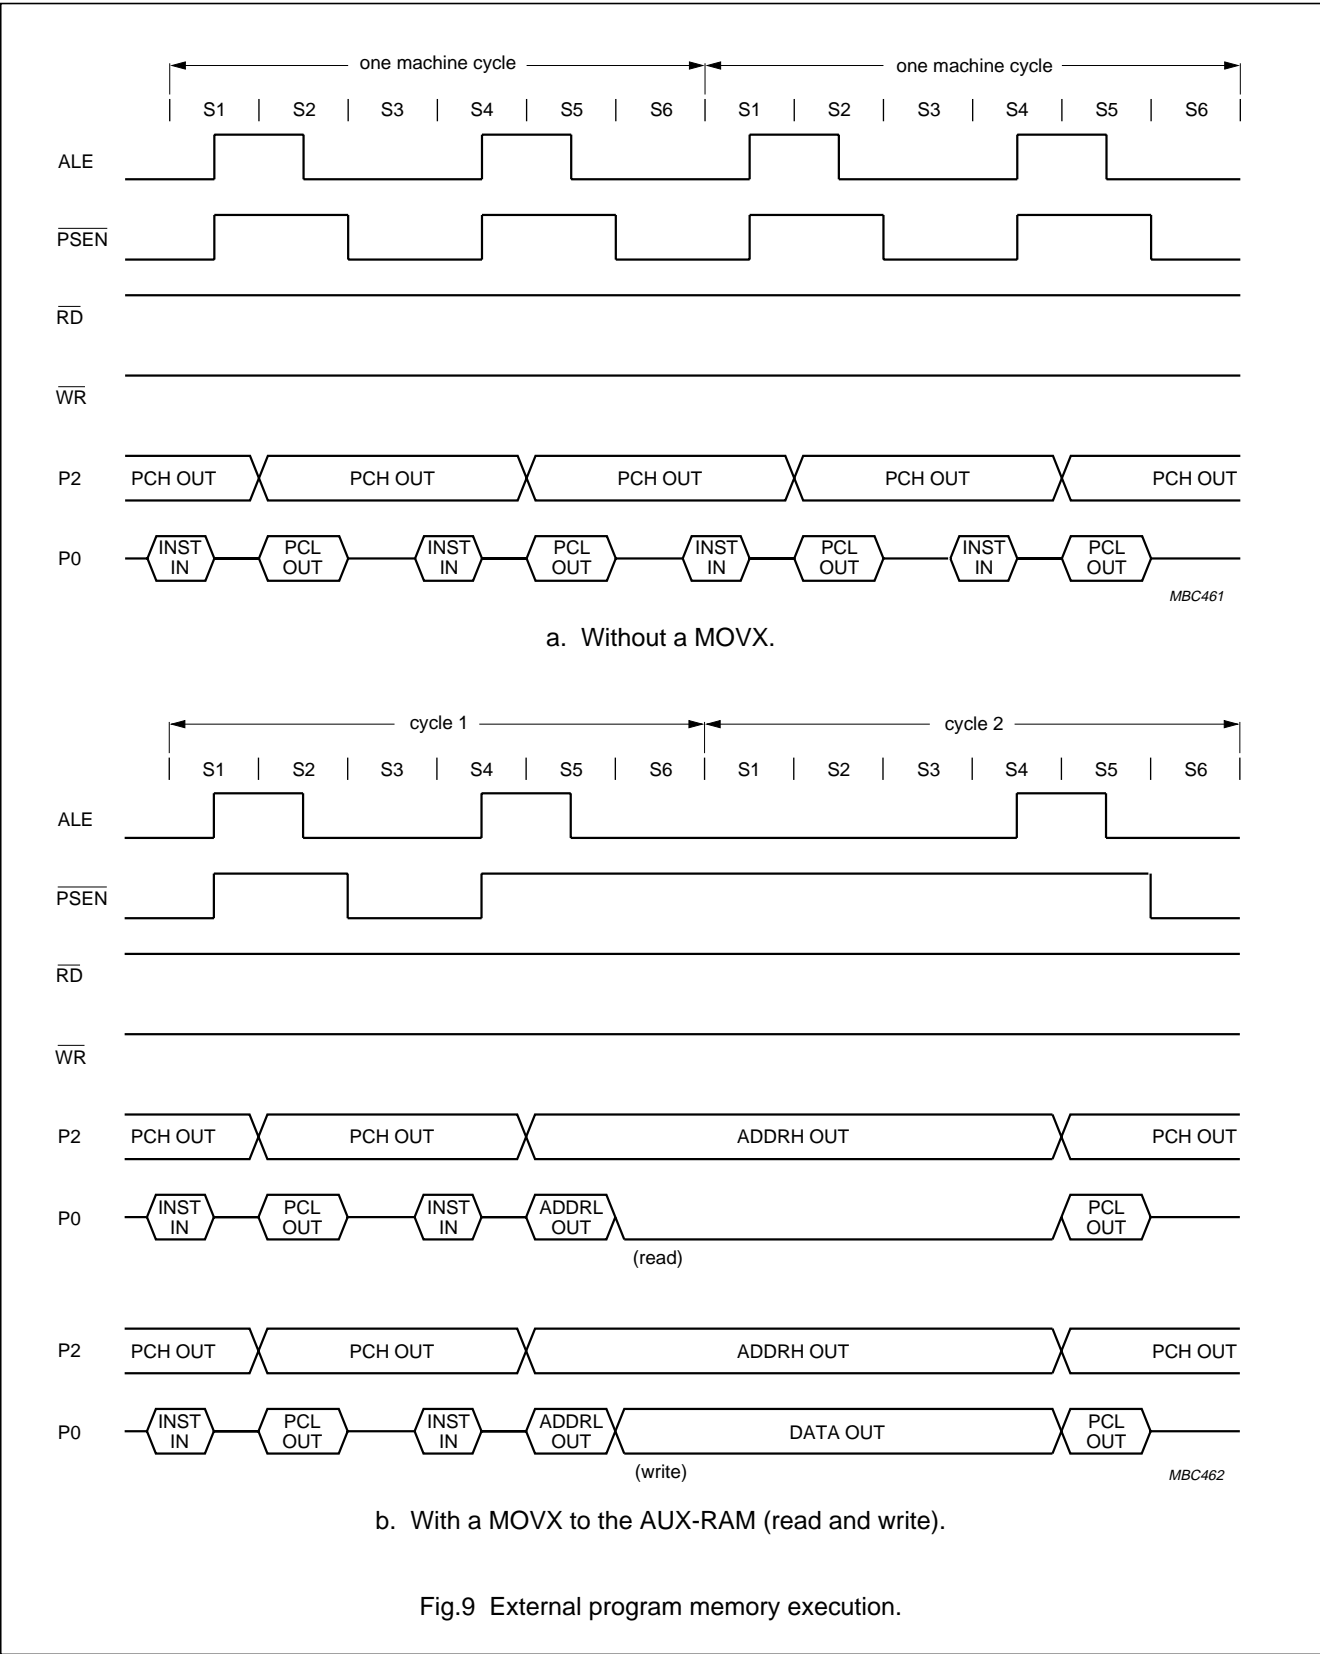 one machine cycle one machine cycle
S1 S2 S3 S4 S5 S6 S1 S2 S3 S4 S5 S6
ALE
PSEN
RD
WR
P2 PCH OUT PCH OUT PCH OUT PCH OUT PCH OUT
P0 INST IN PCL OUT INST IN PCL OUT INST IN PCL OUT INST IN PCL OUT
MBC461
a. Without a MOVX.
cycle 1 cycle 2
S1 S2 S3 S4 S5 S6 S1 S2 S3 S4 S5 S6
ALE
PSEN
RD
WR
P2 PCH OUT PCH OUT ADDRH OUT PCH OUT
P0 INST IN PCL OUT INST IN ADDRL OUT PCL OUT
(read)
P2 PCH OUT PCH OUT ADDRH OUT PCH OUT
P0 INST IN PCL OUT INST IN ADDRL OUT DATA OUT PCL OUT
(write)
MBC462
b. With a MOVX to the AUX-RAM (read and write).
Fig.9 External program memory execution.